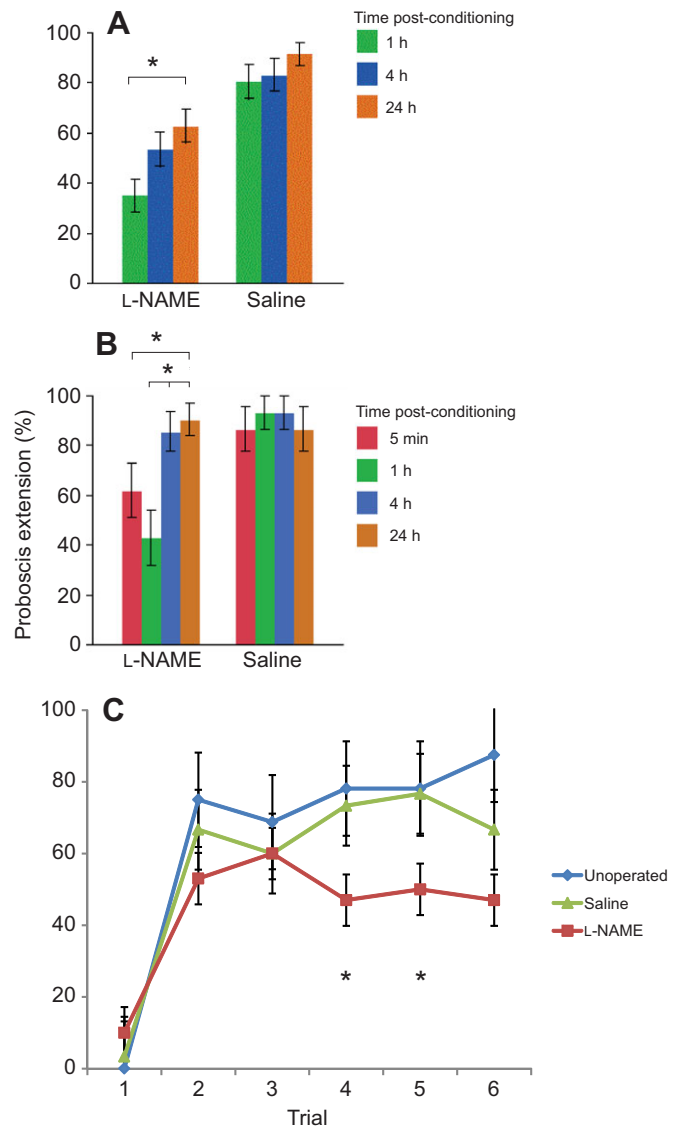 A
Time post-conditioning
1 h
4 h
24 h
100
80
60
40
20
0
*
L-NAME
Saline
B
Time post-conditioning
5 min
1 h
4 h
24 h
Proboscis extension (%)
100
80
60
40
20
0
*
*
L-NAME
Saline
C
100
80
60
40
20
0
*
*
Unoperated
Saline
L-NAME
1 2 3 4 5 6
Trial